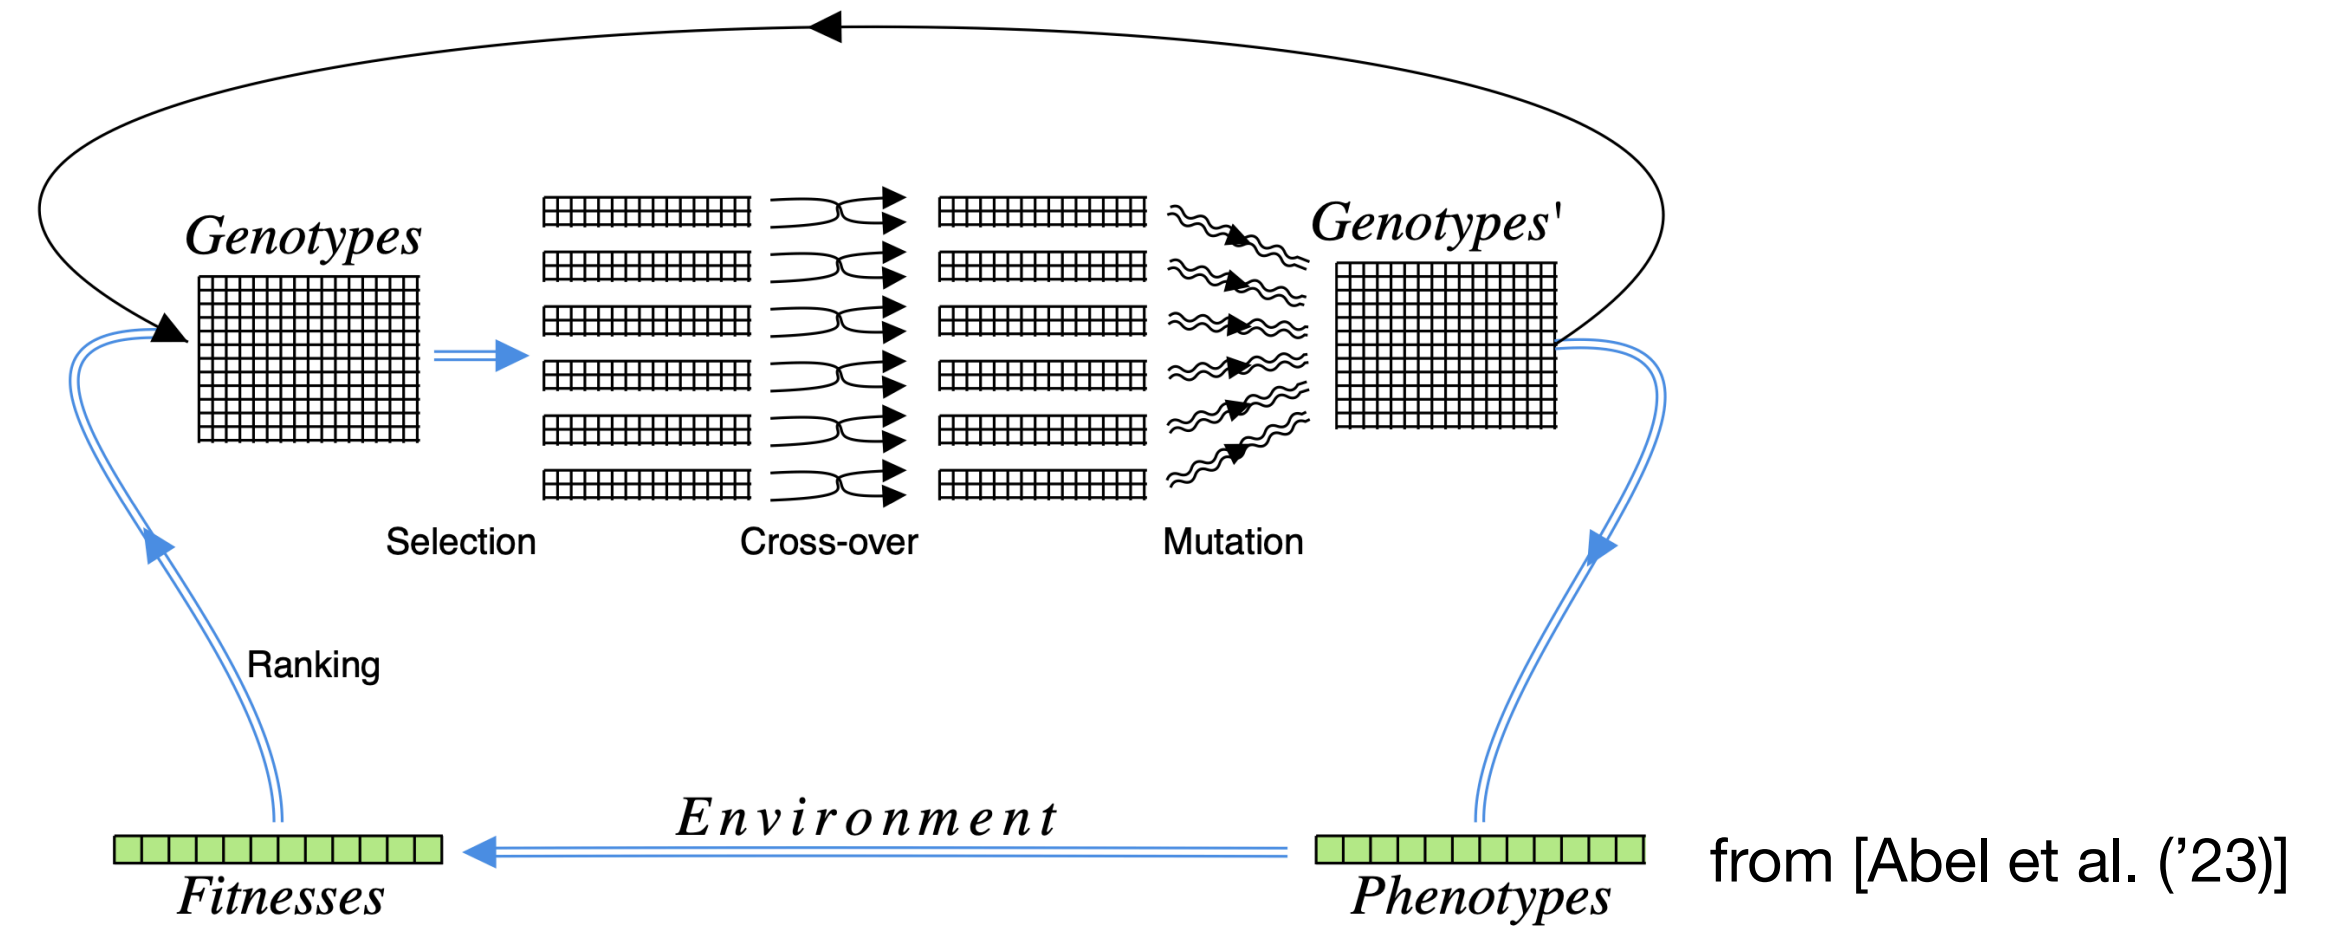 Genotypes
Genotypes'
Selection
Cross-over
Mutation
Ranking
Environment
Fitnesses
Phenotypes
from [Abel et al. (’23)]